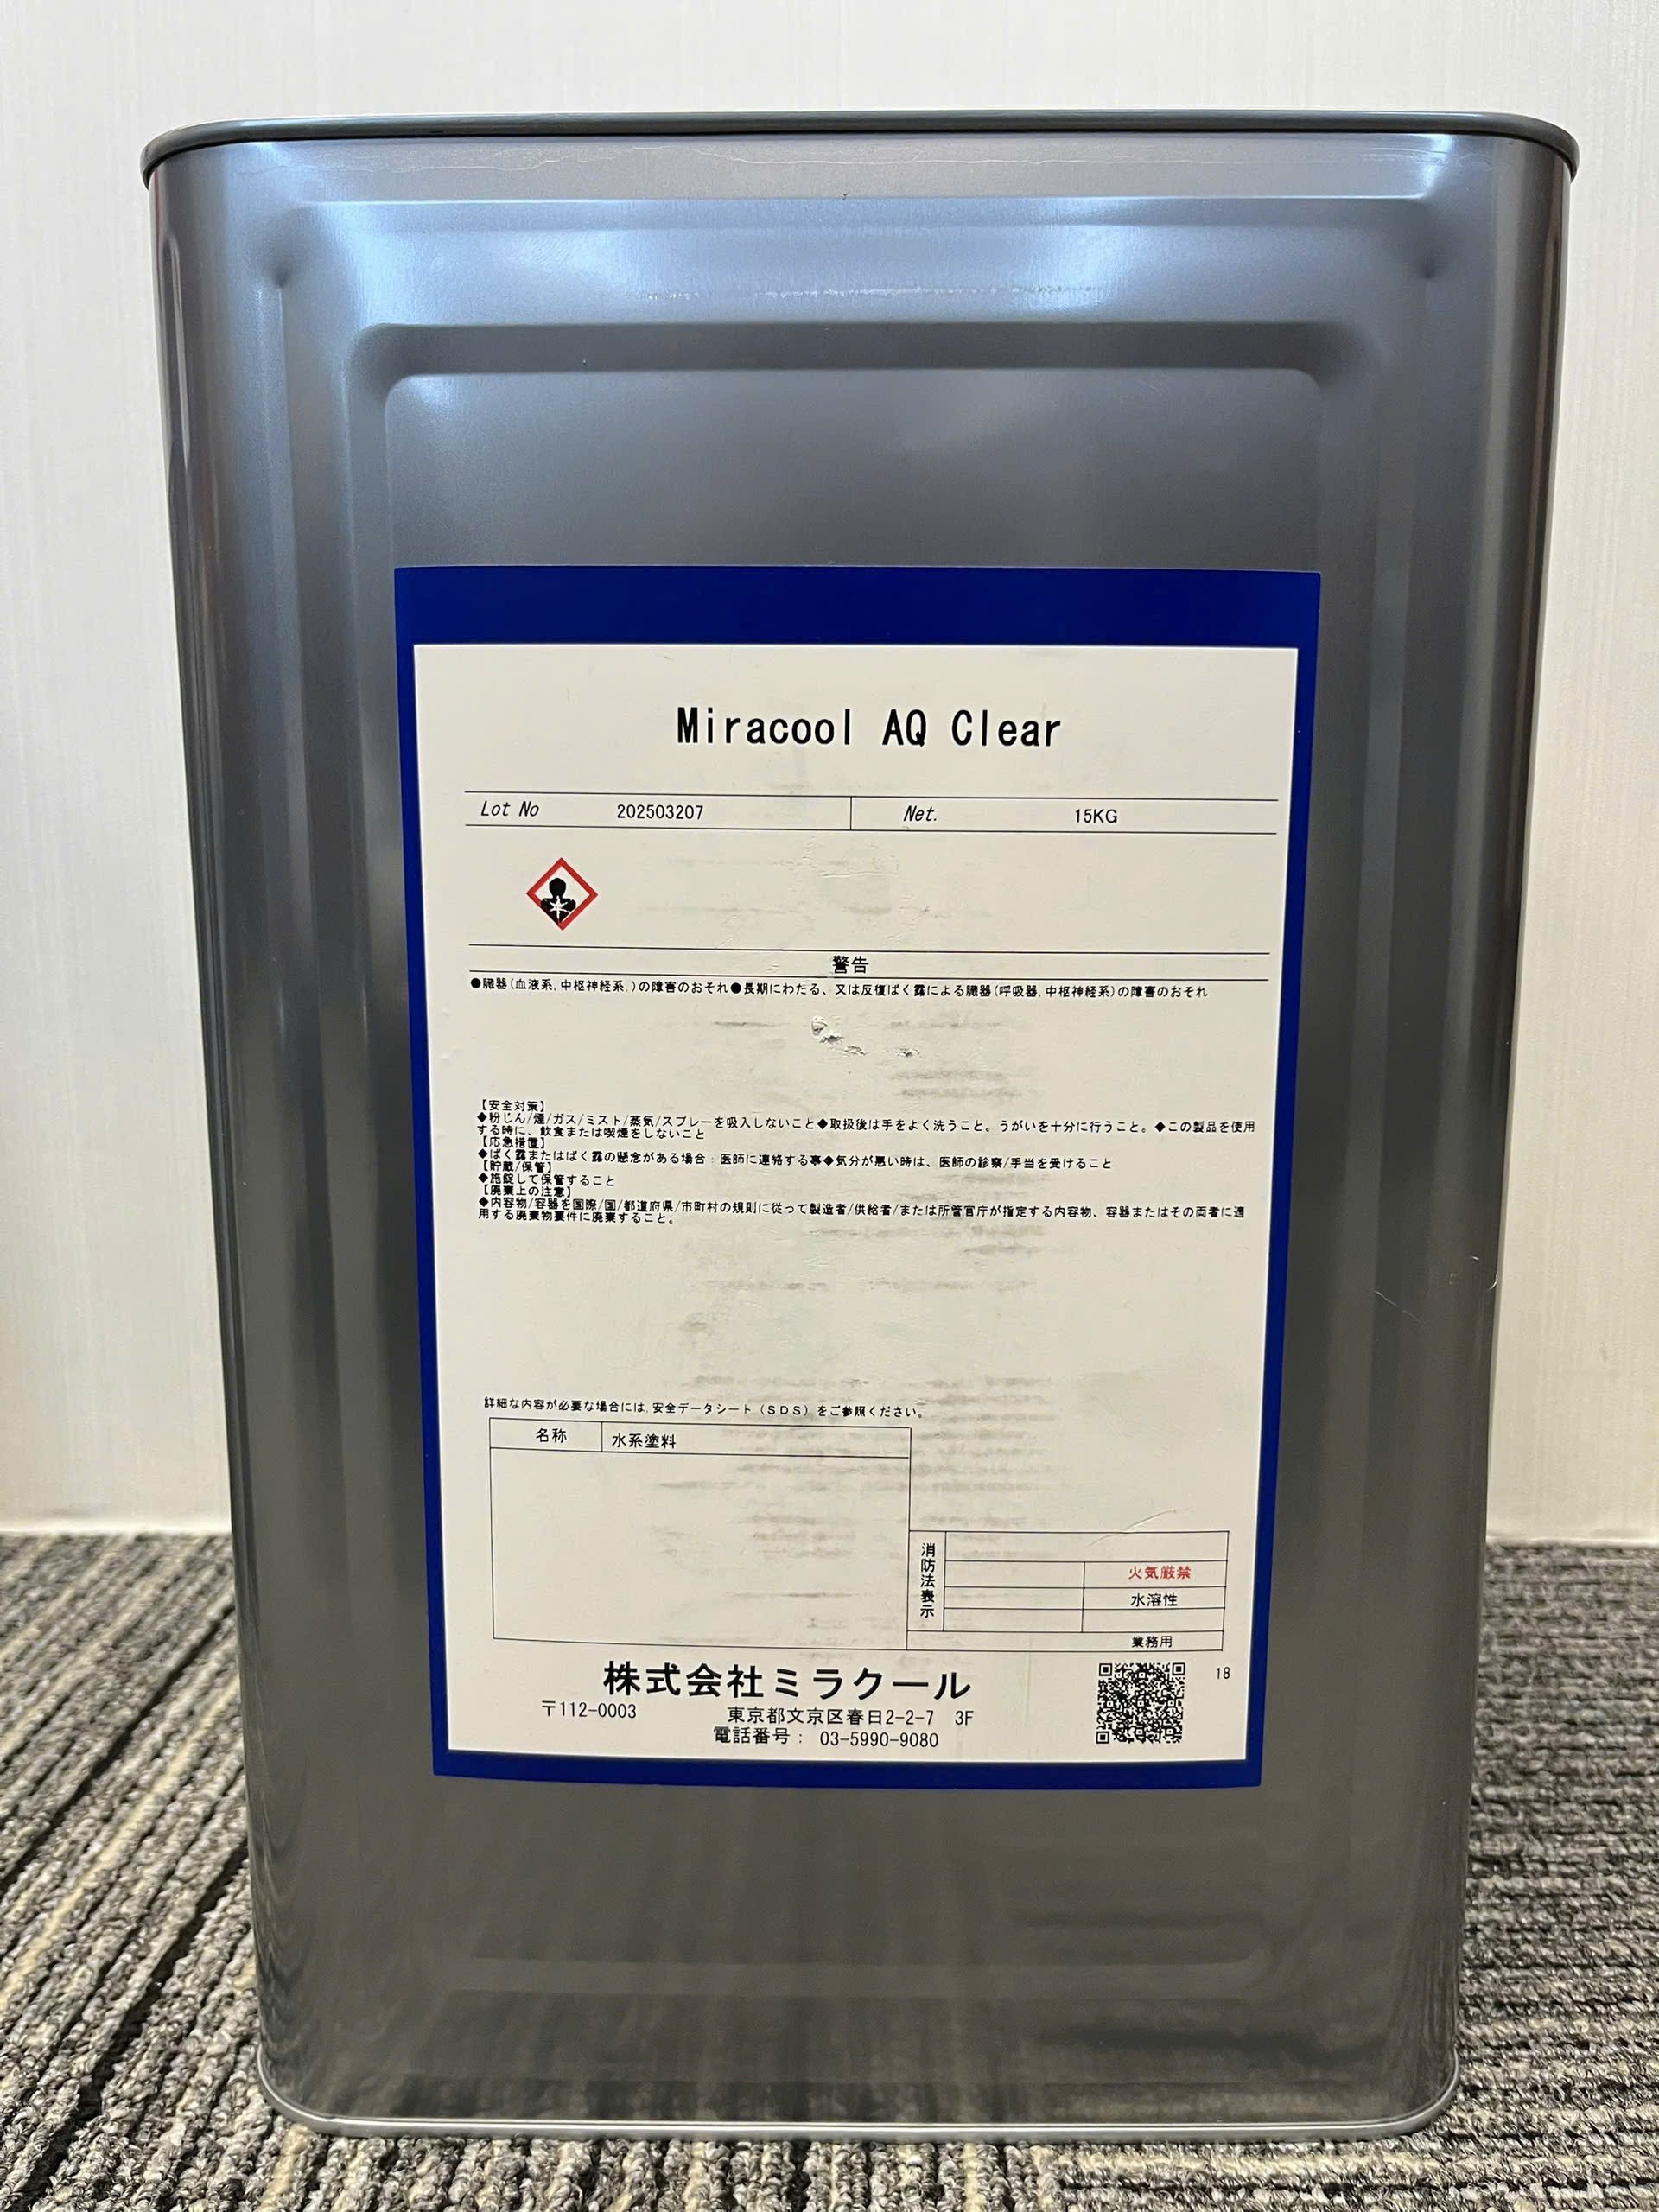 Miracool AQ Clear
Lot No 202503207 Net. 15KG
警告
●臓器(血液系,中枢神経系,)の障害のおそれ●長期にわたる、又は反復ばく露による臓器(呼吸器,中枢神経系)の障害のおそれ
【安全対策】
◆粉じん/煙/ガス/ミスト/蒸気/スプレーを吸入しないこと◆取扱後は手をよく洗うこと。うがいを十分に行うこと。◆この製品を使用
する時に、飲食または喫煙をしないこと
【応急措置】
◆ばく露またはばく露の懸念がある場合：医師に連絡する事◆気分が悪い時は、医師の診察/手当を受けること
【貯蔵/保管】
◆施錠して保管すること
【廃棄上の注意】
◆内容物/容器を国際/国/都道府県/市町村の規則に従って製造者/供給者/または所管官庁が指定する内容物、容器またはその両者に適
用する廃棄物要件に廃棄すること。
詳細な内容が必要な場合には,安全データシート（SDS）をご参照ください。
名称 水系塗料
消防法表示
火気厳禁
水溶性
業務用
18
株式会社ミラクール
〒112-0003 東京都文京区春日2-2-7 3F
電話番号： 03-5990-9080